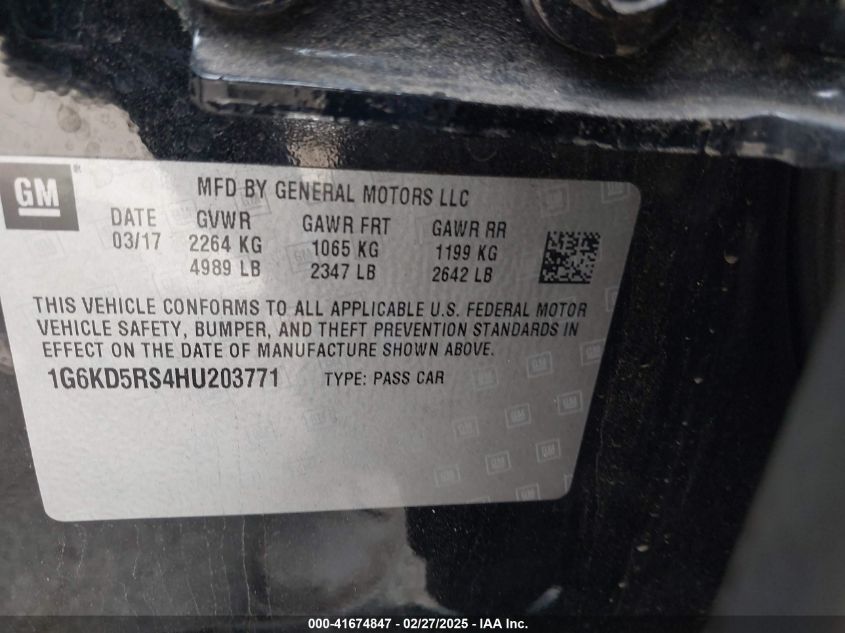 GM®
MFD BY GENERAL MOTORS LLC
DATE GVWR GAWR FRT GAWR RR
03/17 2264 KG 1065 KG 1199 KG
4989 LB 2347 LB 2642 LB
THIS VEHICLE CONFORMS TO ALL APPLICABLE U.S. FEDERAL MOTOR
VEHICLE SAFETY, BUMPER, AND THEFT PREVENTION STANDARDS IN
EFFECT ON THE DATE OF MANUFACTURE SHOWN ABOVE.
1G6KD5RS4HU203771 TYPE: PASS CAR
000-41674847 - 02/27/2025 - IAA Inc.